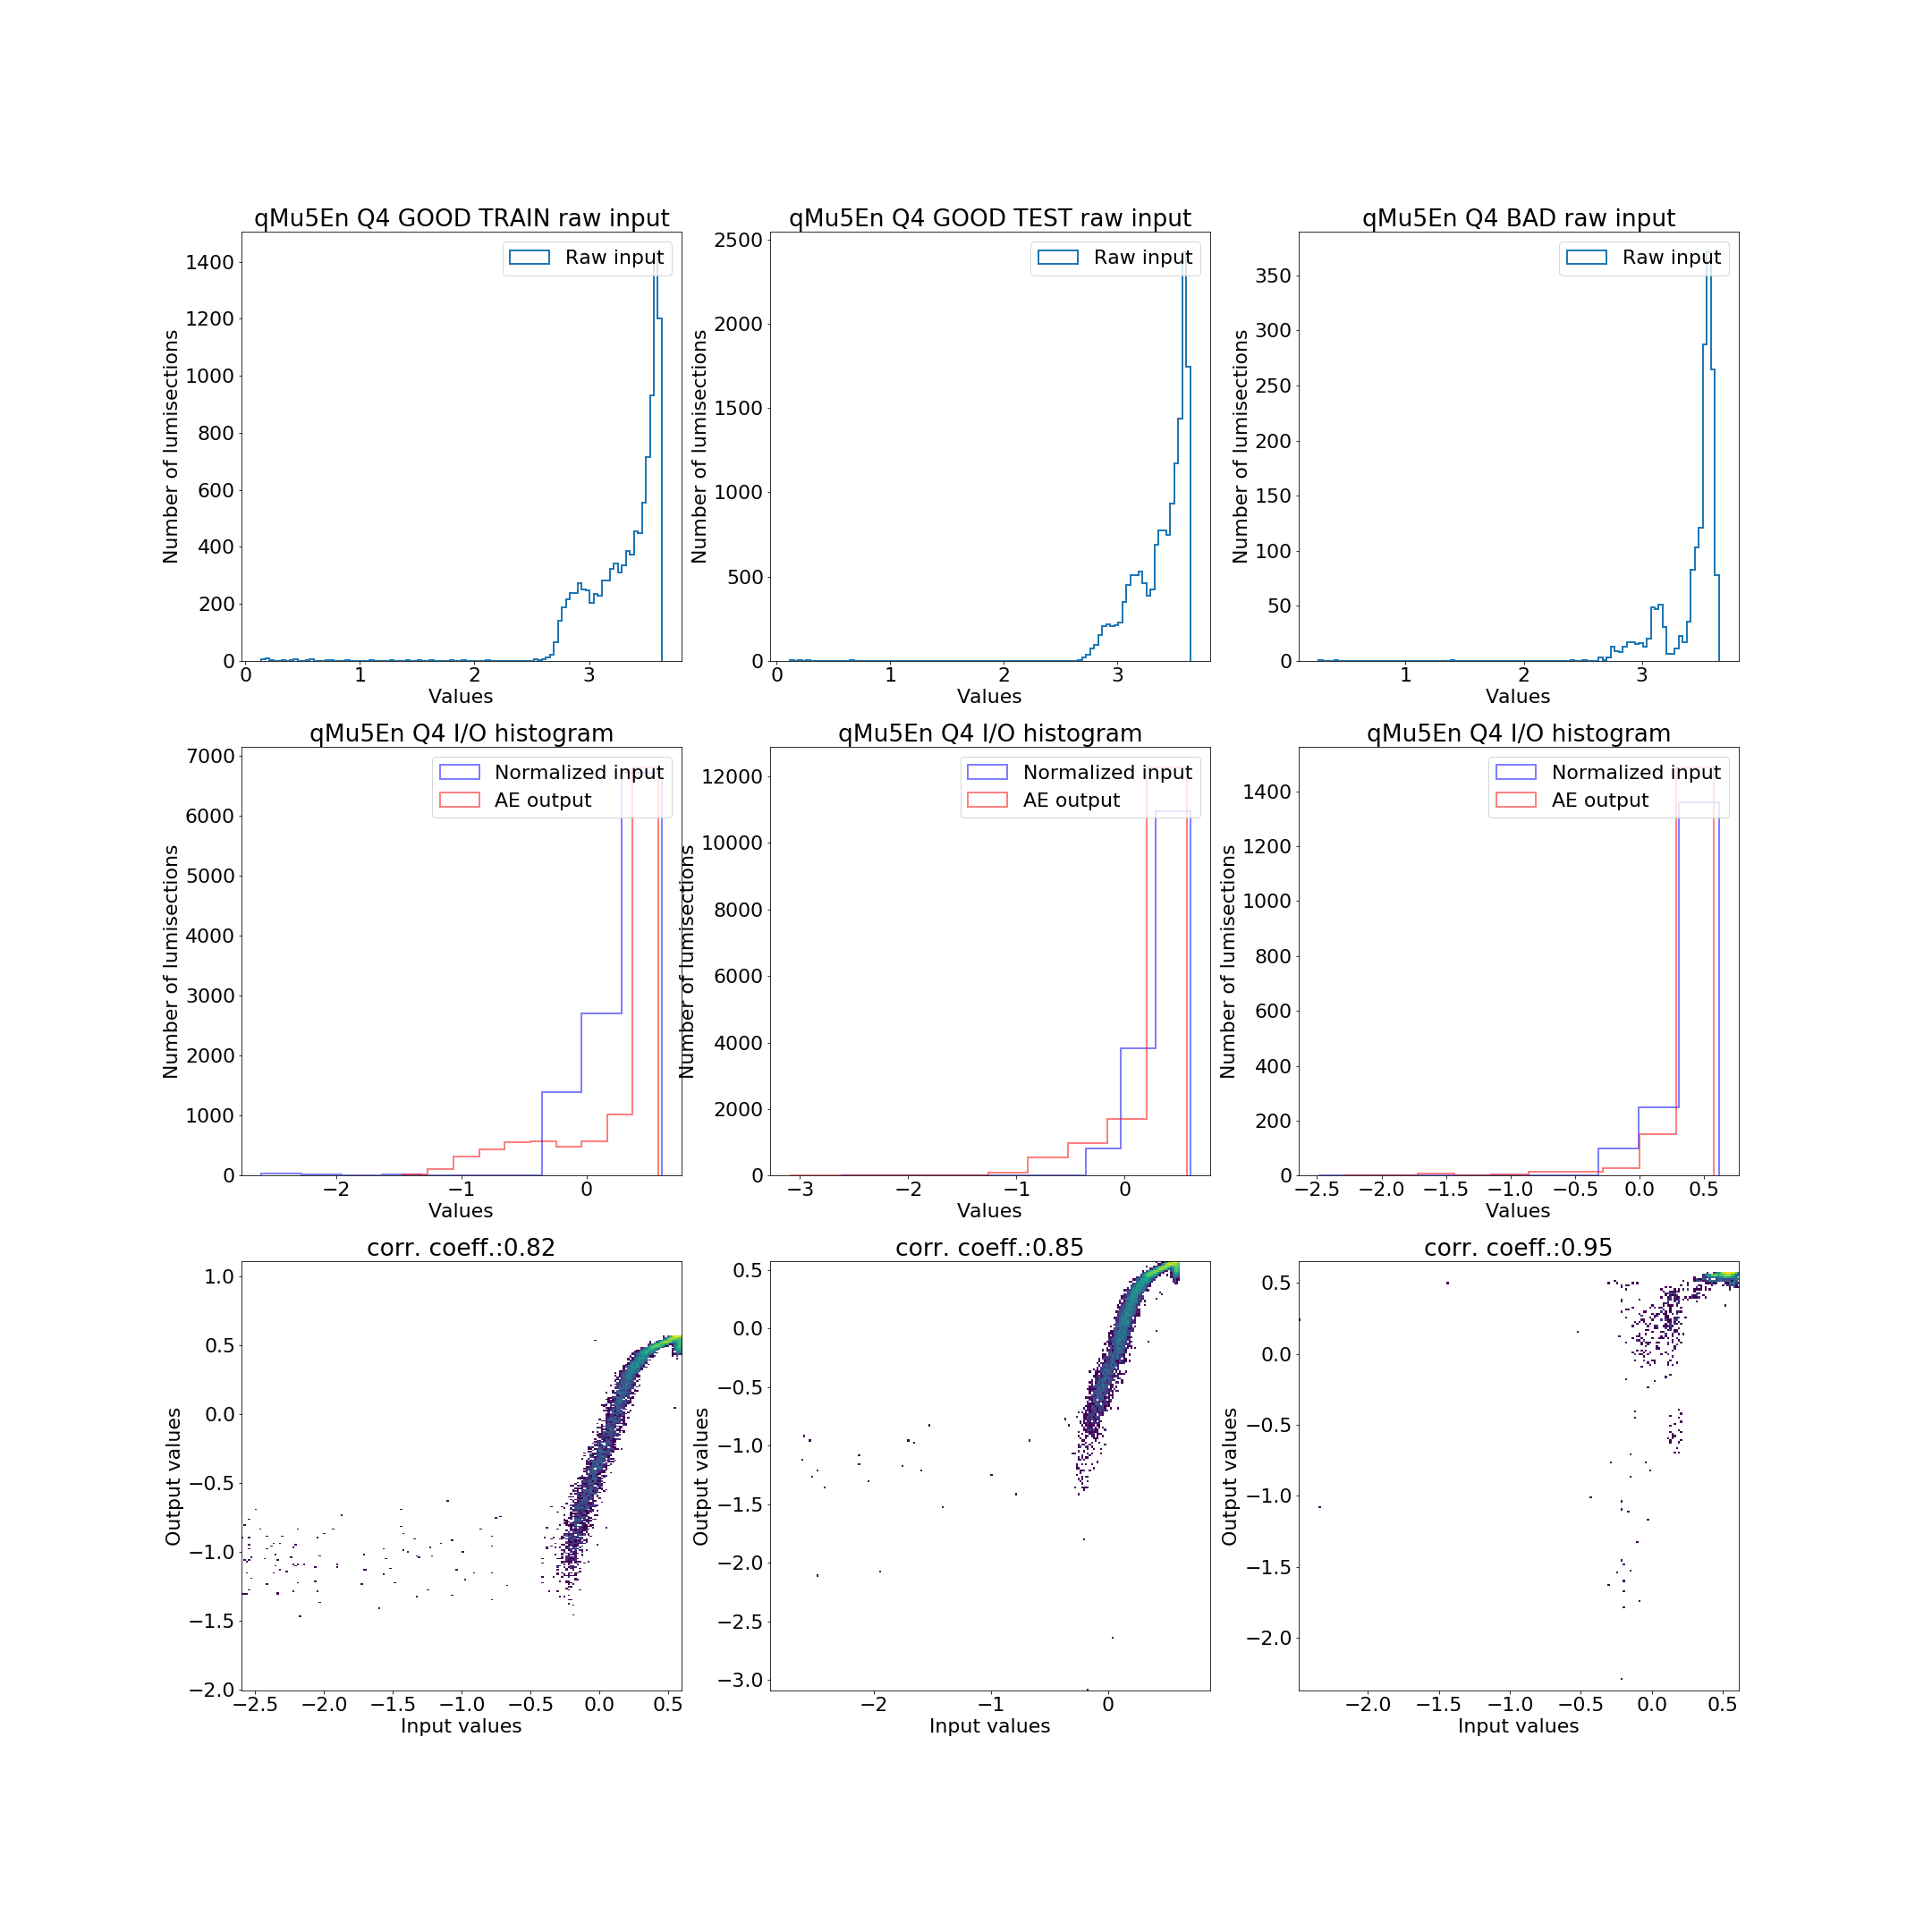 qMu5En Q4 GOOD TRAIN raw input
Raw input
Number of lumisections
0
200
400
600
800
1000
1200
1400
0 1 2 3
Values
qMu5En Q4 GOOD TEST raw input
Raw input
Number of lumisections
0
500
1000
1500
2000
2500
0 1 2 3
Values
qMu5En Q4 BAD raw input
Raw input
Number of lumisections
0
50
100
150
200
250
300
350
1 2 3
Values
qMu5En Q4 I/O histogram
Normalized input
AE output
Number of lumisections
0
1000
2000
3000
4000
5000
6000
7000
−2 −1 0
Values
qMu5En Q4 I/O histogram
Normalized input
AE output
Number of lumisections
0
2000
4000
6000
8000
10000
12000
−3 −2 −1 0
Values
qMu5En Q4 I/O histogram
Normalized input
AE output
Number of lumisections
0
200
400
600
800
1000
1200
1400
−2.5 −2.0 −1.5 −1.0 −0.5 0.0 0.5
Values
corr. coeff.:0.82
Output values
1.0
0.5
0.0
−0.5
−1.0
−1.5
−2.0
−2.5 −2.0 −1.5 −1.0 −0.5 0.0 0.5
Input values
corr. coeff.:0.85
Output values
0.5
0.0
−0.5
−1.0
−1.5
−2.0
−2.5
−3.0
−2 −1 0
Input values
corr. coeff.:0.95
Output values
0.5
0.0
−0.5
−1.0
−1.5
−2.0
−2.0 −1.5 −1.0 −0.5 0.0 0.5
Input values